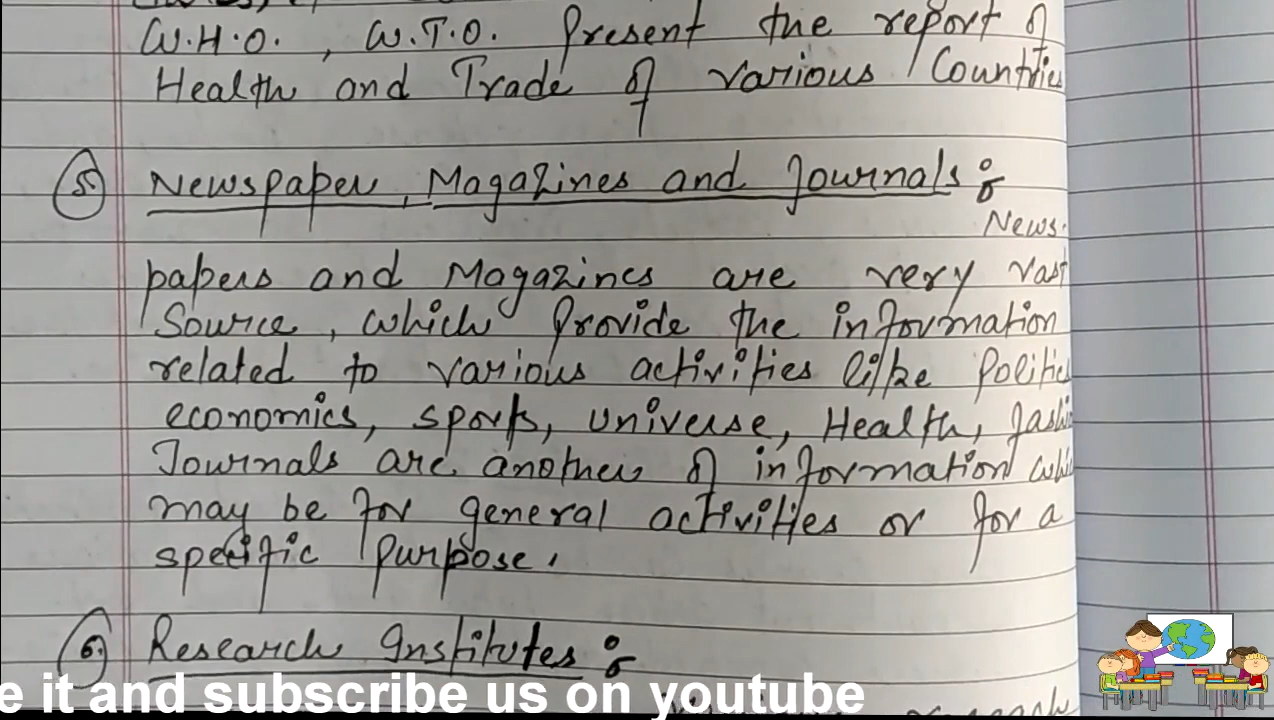 W.H.O. , W.T.O. Present the report of
Health and Trade of various Countries
5. Newspaper, Magazines and Journals :-
News-
papers and Magazines are very vast
Source, which Provide the information
related to various activities like Politic
economics, sports, universe, Health, fashi
Journals are another of information whi
may be for general activities or for a
specific purpose.
6. Research Institutes :-
e it and subscribe us on youtube